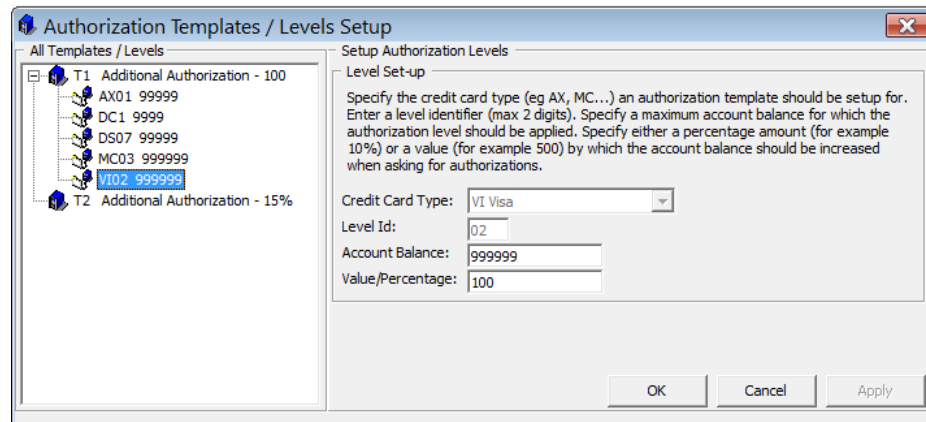 Authorization Templates / Levels Setup
All Templates / Levels
T1 Additional Authorization - 100
AX01 99999
DC1 9999
DS07 99999
MC03 999999
VI02 999999
T2 Additional Authorization - 15%
Setup Authorization Levels
Level Set-up
Specify the credit card type (eg AX, MC...) an authorization template should be setup for.
Enter a level identifier (max 2 digits). Specify a maximum account balance for which the
authorization level should be applied. Specify either a percentage amount (for example
10%) or a value (for example 500) by which the account balance should be increased
when asking for authorizations.
Credit Card Type: VI Visa
Level Id: 02
Account Balance: 999999
Value/Percentage: 100
OK Cancel Apply